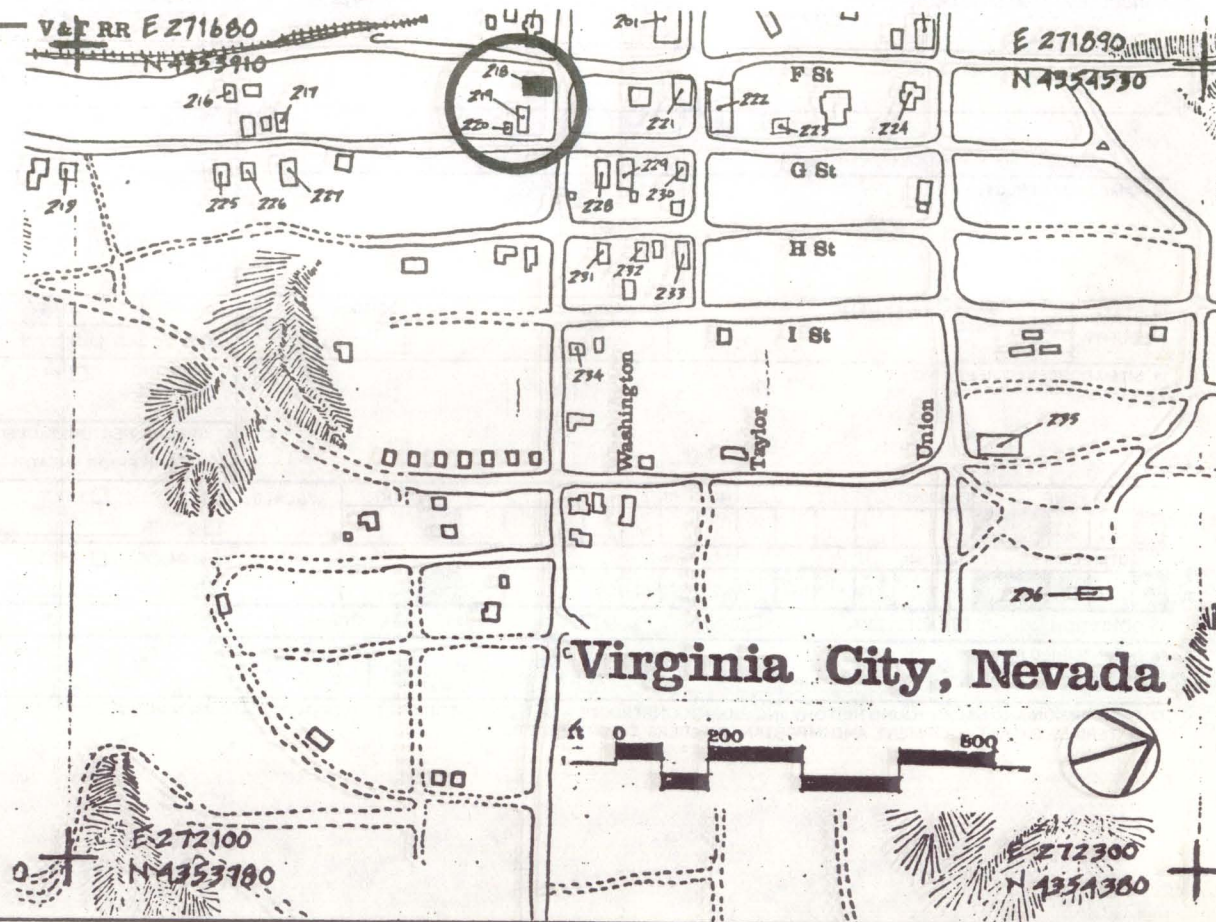 V&T RR E 271680
N 4353910
201
E 271890
N 4354530
F St
218
219
220
216
217
221
222
223
224
G St
219
225
226
227
228
229
230
H St
231
232
233
I St
234
Washington
Taylor
Union
235
236
Virginia City, Nevada
ft 0 200 800
E 272100
N 4353780
E 272300
N 4354380